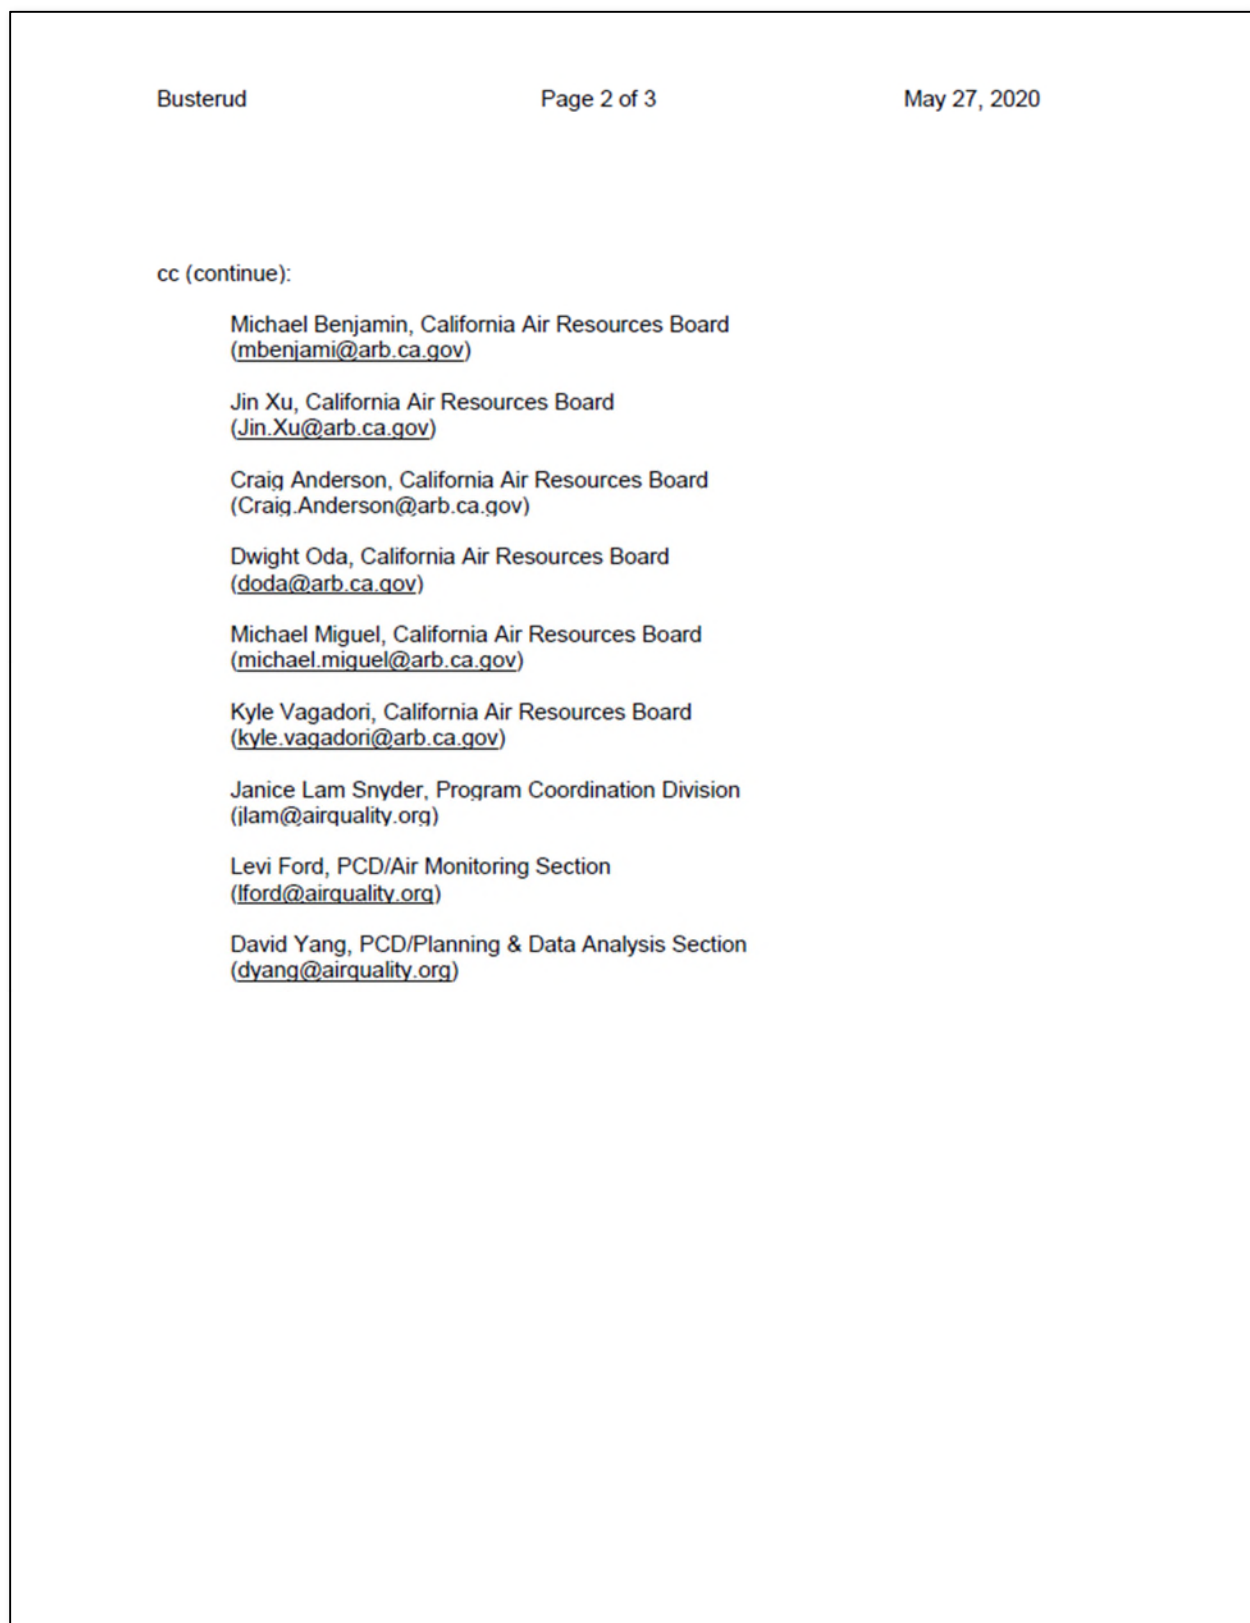 Busterud Page 2 of 3 May 27, 2020
cc (continue):
Michael Benjamin, California Air Resources Board
(mbenjami@arb.ca.gov)
Jin Xu, California Air Resources Board
(Jin.Xu@arb.ca.gov)
Craig Anderson, California Air Resources Board
(Craig.Anderson@arb.ca.gov)
Dwight Oda, California Air Resources Board
(doda@arb.ca.gov)
Michael Miguel, California Air Resources Board
(michael.miguel@arb.ca.gov)
Kyle Vagadori, California Air Resources Board
(kyle.vagadori@arb.ca.gov)
Janice Lam Snyder, Program Coordination Division
(jlam@airquality.org)
Levi Ford, PCD/Air Monitoring Section
(lford@airquality.org)
David Yang, PCD/Planning & Data Analysis Section
(dyang@airquality.org)